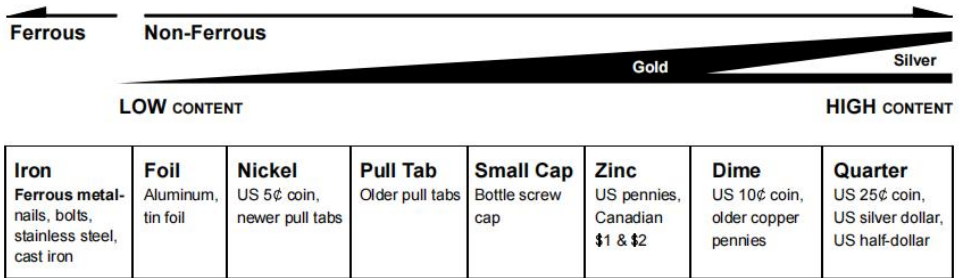 Ferrous Non-Ferrous
Gold
Silver
LOW CONTENT
HIGH CONTENT
Iron
Ferrous metal-
nails, bolts,
stainless steel,
cast iron
Foil
Aluminum,
tin foil
Nickel
US 5¢ coin,
newer pull tabs
Pull Tab
Older pull tabs
Small Cap
Bottle screw
cap
Zinc
US pennies,
Canadian
$1 & $2
Dime
US 10¢ coin,
older copper
pennies
Quarter
US 25¢ coin,
US silver dollar,
US half-dollar